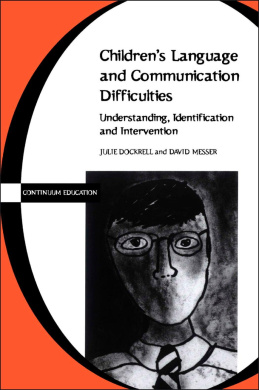 Children's Language
and Communication
Difficulties
Understanding, Identification
and Intervention
JULIE DOCKRELL and DAVID MESSER
CONTINUUM EDUCATION